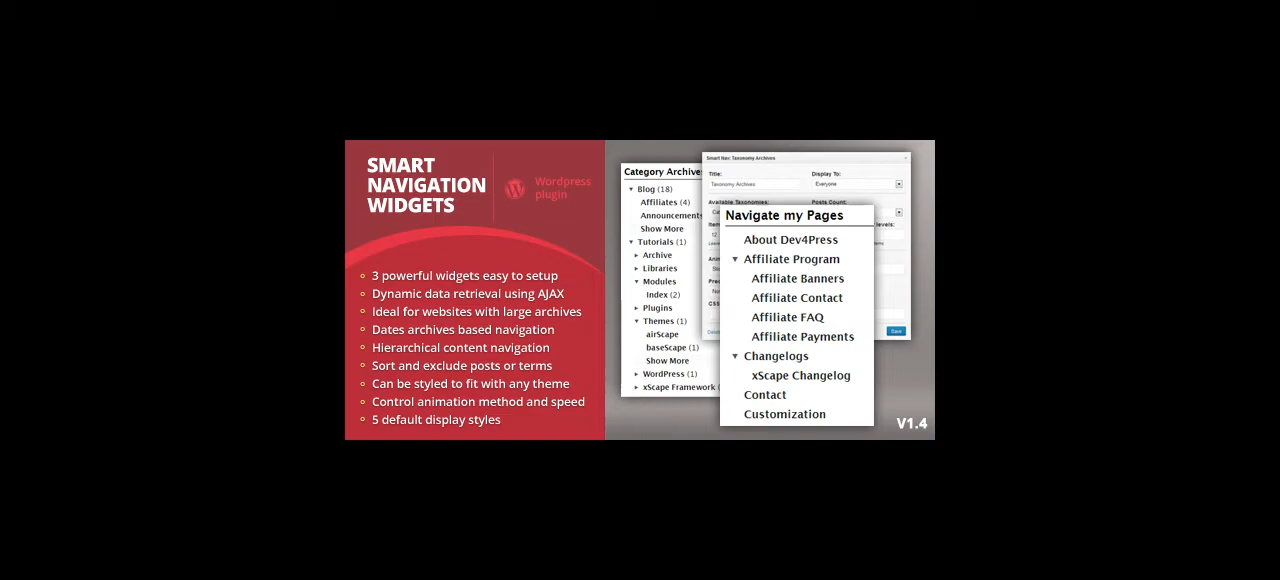 SMART
NAVIGATION
WIDGETS
Wordpress
plugin
3 powerful widgets easy to setup
Dynamic data retrieval using AJAX
Ideal for websites with large archives
Dates archives based navigation
Hierarchical content navigation
Sort and exclude posts or terms
Can be styled to fit with any theme
Control animation method and speed
5 default display styles
Category Archives
Blog (18)
Affiliates (4)
Announcements
Show More
Tutorials (1)
Archive
Libraries
Modules
Index (2)
Plugins
Themes (1)
airScape
baseScape (1)
Show More
WordPress (1)
xScape Framework (
Smart Nav: Taxonomy Archives
Title:
Display To:
Taxonomy Archives
Everyone
Available Taxonomies:
Posts Count:
levels:
Save
Navigate my Pages
About Dev4Press
Affiliate Program
Affiliate Banners
Affiliate Contact
Affiliate FAQ
Affiliate Payments
Changelogs
xScape Changelog
Contact
Customization
V1.4